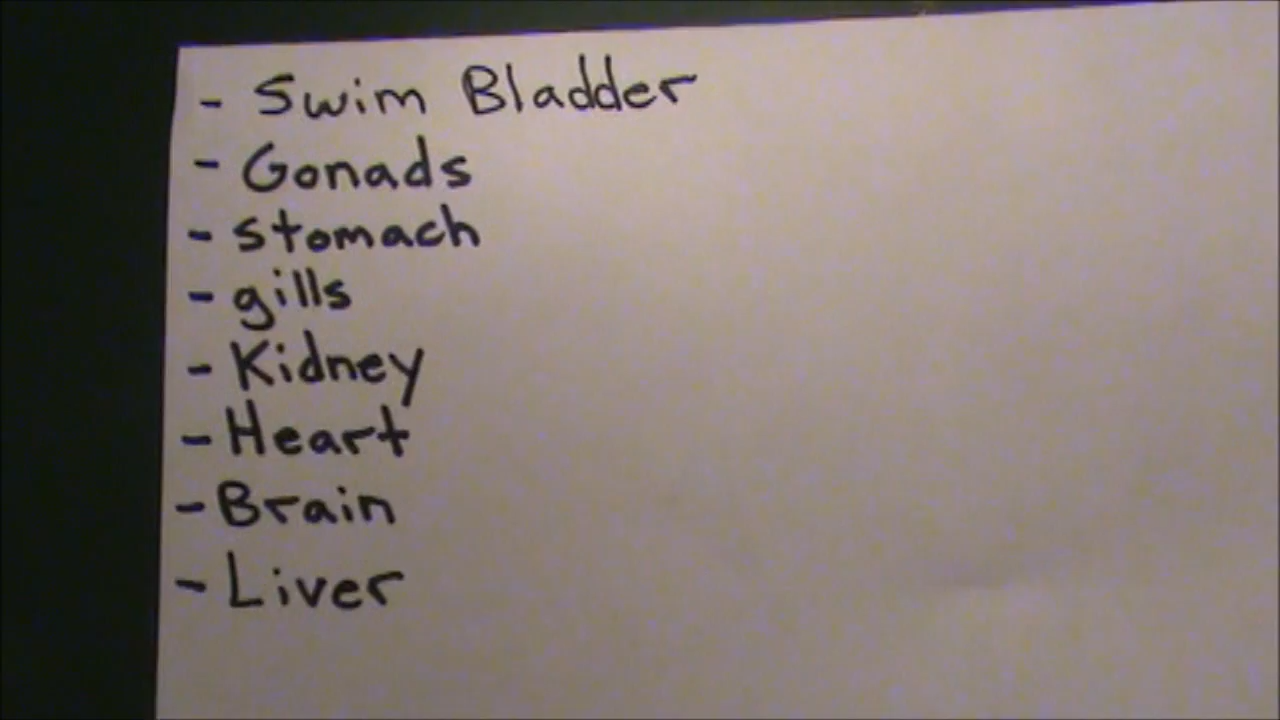 - Swim Bladder
- Gonads
- stomach
- gills
- Kidney
- Heart
- Brain
- Liver